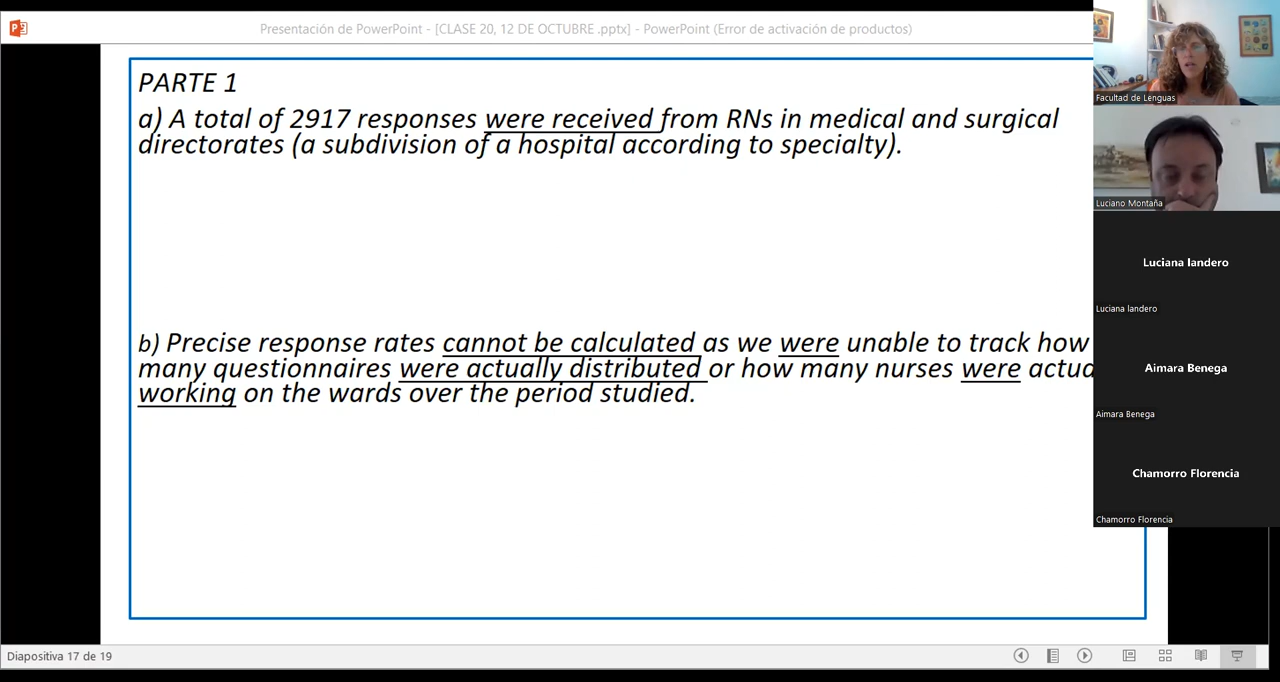 Presentación de PowerPoint - [CLASE 20, 12 DE OCTUBRE .pptx] - PowerPoint (Error de activación de productos)
PARTE 1
a) A total of 2917 responses were received from RNs in medical and surgical
directorates (a subdivision of a hospital according to specialty).
b) Precise response rates cannot be calculated as we were unable to track how
many questionnaires were actually distributed or how many nurses were actua
working on the wards over the period studied.
Facultad de Lenguas
Luciano Montaña
Luciana landero
Luciana landero
Aimara Benega
Aimara Benega
Chamorro Florencia
Chamorro Florencia
Diapositiva 17 de 19